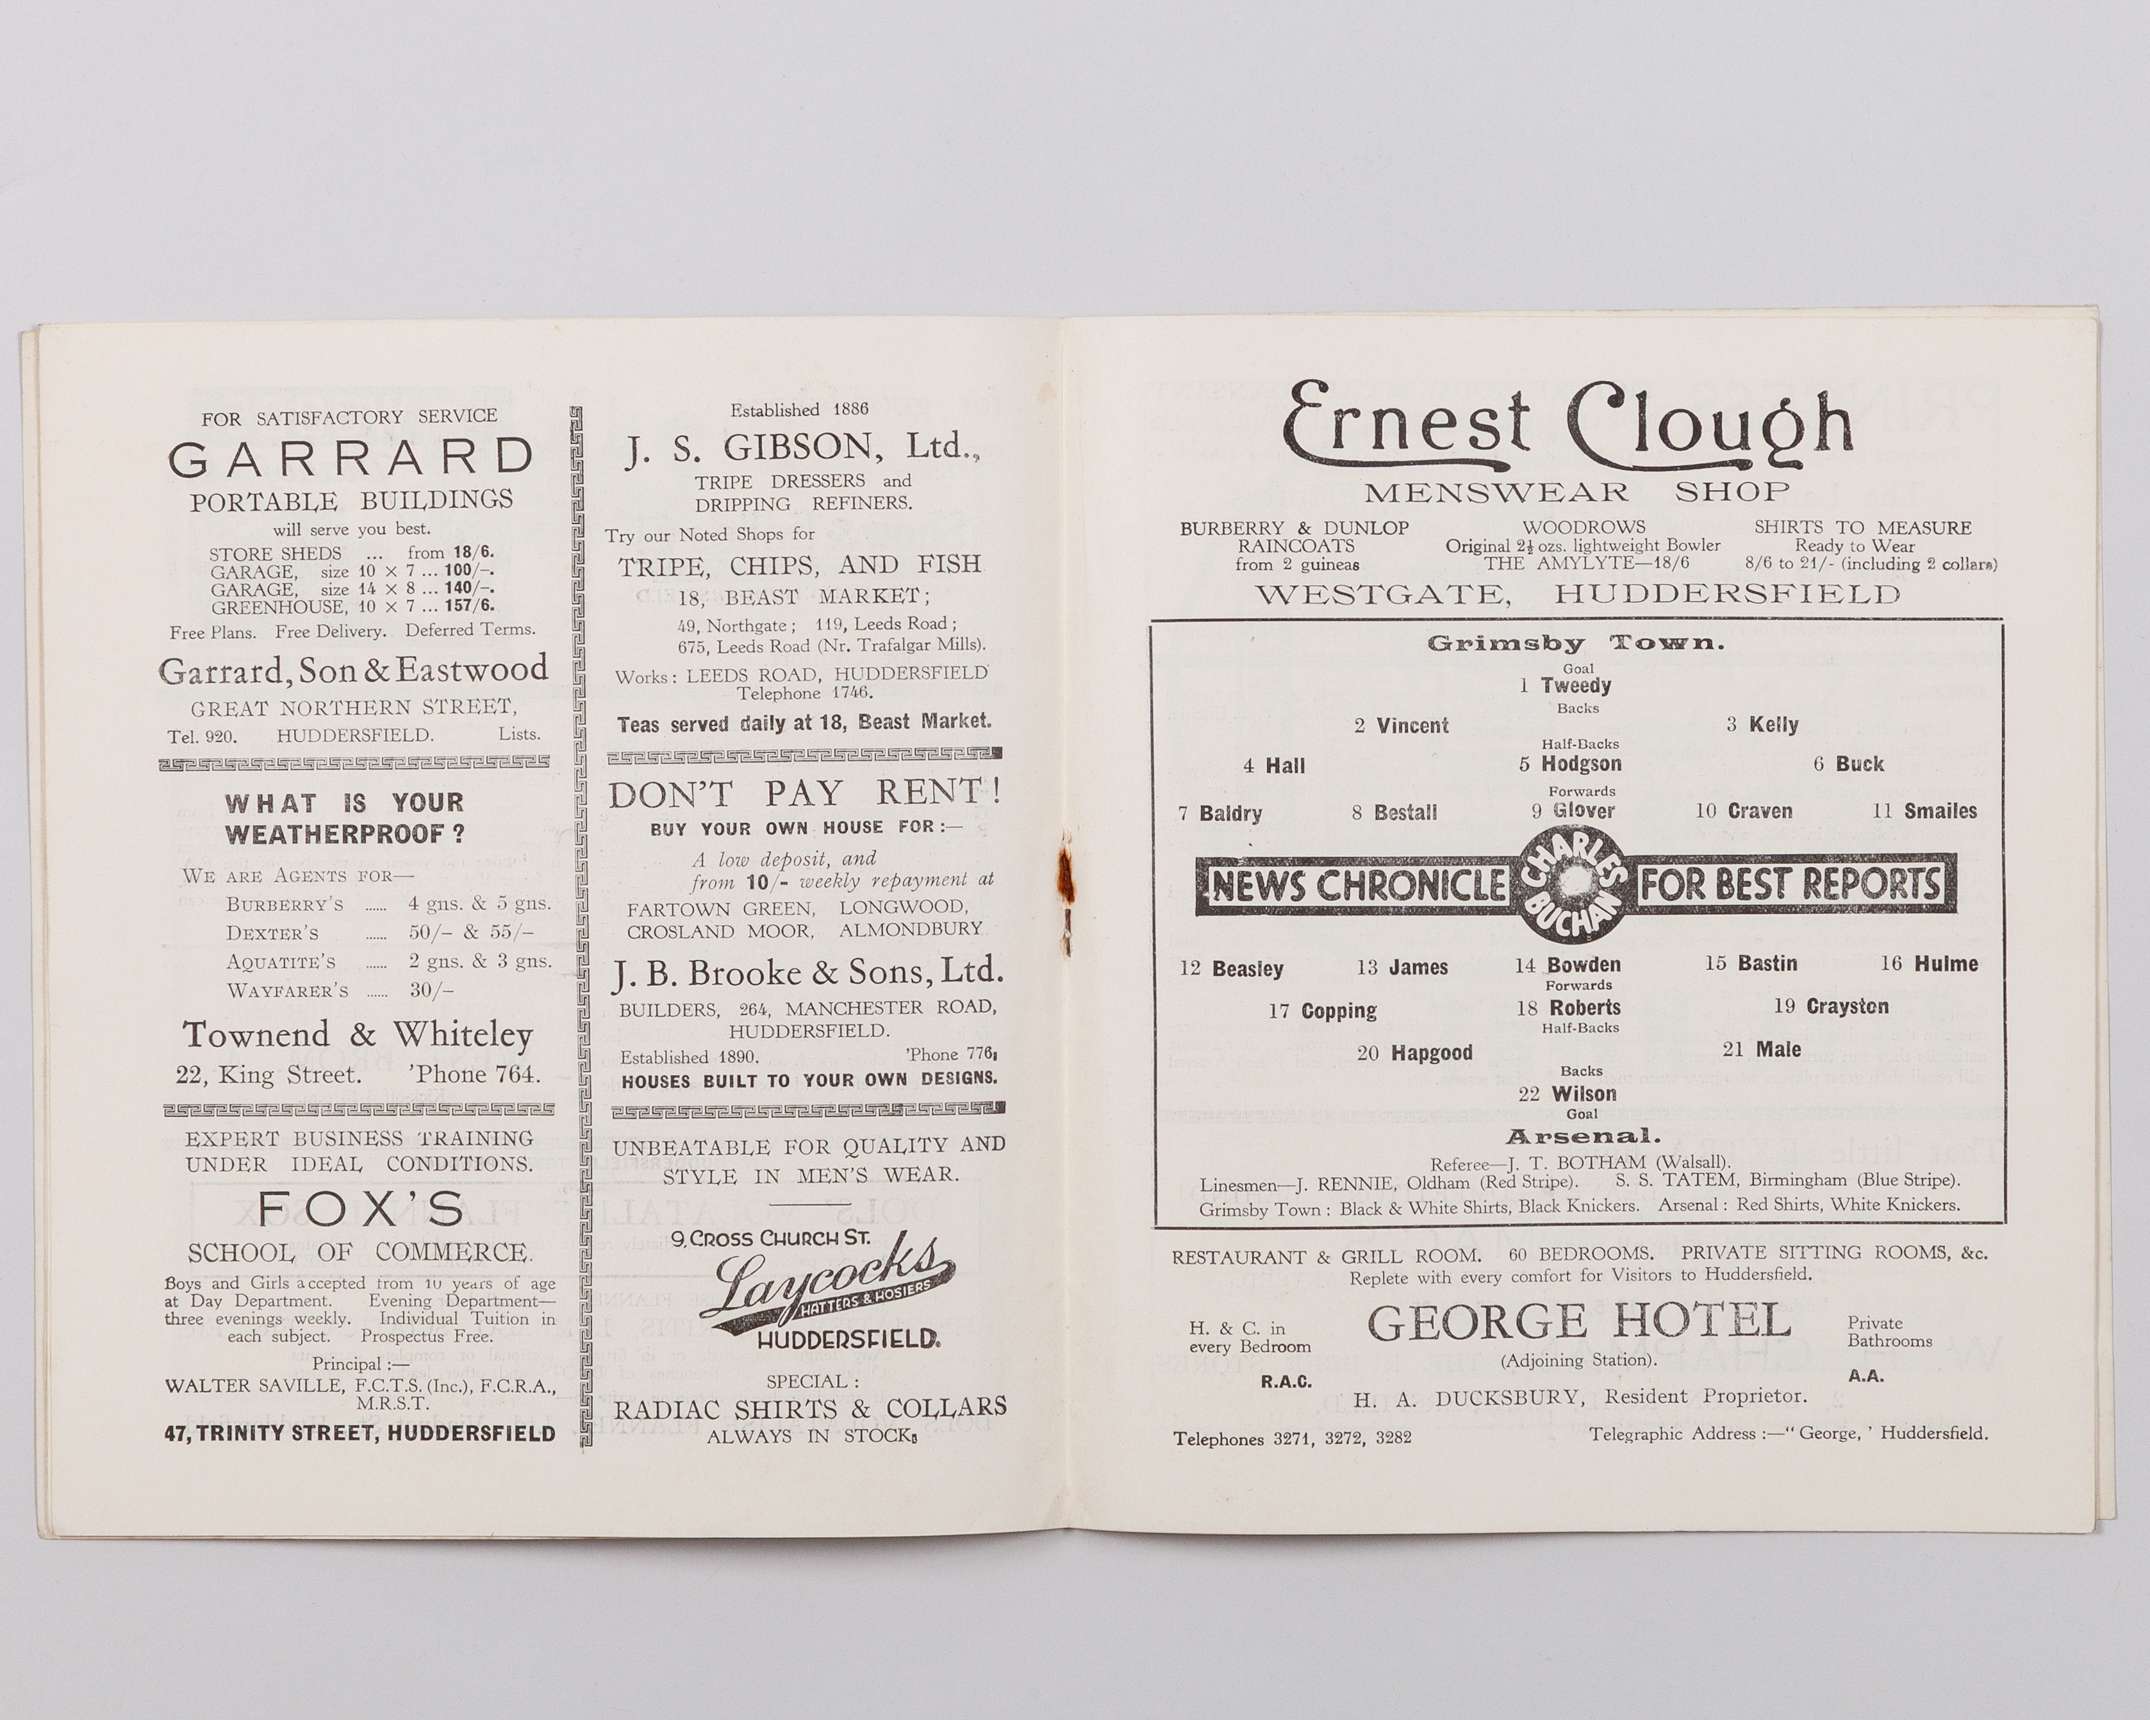 FOR SATISFACTORY SERVICE
GARRARD
PORTABLE BUILDINGS
will serve you best.
STORE SHEDS ... from 18/6.
GARAGE, size 10 × 7 ... 100/-.
GARAGE, size 14 × 8 ... 140/-.
GREENHOUSE, 10 × 7 ... 157/6.
Free Plans. Free Delivery. Deferred Terms.
Garrard, Son & Eastwood
GREAT NORTHERN STREET,
Tel. 920. HUDDERSFIELD. Lists.
WHAT IS YOUR
WEATHERPROOF?
WE ARE AGENTS FOR—
BURBERRY'S ...... 4 gns. & 5 gns.
DEXTER'S ...... 50/- & 55/-
AQUATITE'S ...... 2 gns. & 3 gns.
WAYFARER'S ...... 30/-
Townend & Whiteley
22, King Street. 'Phone 764.
EXPERT BUSINESS TRAINING
UNDER IDEAL CONDITIONS.
FOX'S
SCHOOL OF COMMERCE.
Boys and Girls accepted from 10 years of age
at Day Department. Evening Department—
three evenings weekly. Individual Tuition in
each subject. Prospectus Free.
Principal :—
WALTER SAVILLE, F.C.T.S. (Inc.), F.C.R.A.,
M.R.S.T.
47, TRINITY STREET, HUDDERSFIELD
Established 1886
J. S. GIBSON, Ltd.,
TRIPE DRESSERS and
DRIPPING REFINERS.
Try our Noted Shops for
TRIPE, CHIPS, AND FISH
18, BEAST MARKET;
49, Northgate; 119, Leeds Road;
675, Leeds Road (Nr. Trafalgar Mills).
Works: LEEDS ROAD, HUDDERSFIELD
Telephone 1746.
Teas served daily at 18, Beast Market.
DON'T PAY RENT!
BUY YOUR OWN HOUSE FOR:—
A low deposit, and
from 10/- weekly repayment at
FARTOWN GREEN, LONGWOOD,
CROSLAND MOOR, ALMONDBURY
J. B. Brooke & Sons, Ltd.
BUILDERS, 264, MANCHESTER ROAD,
HUDDERSFIELD.
Established 1890. 'Phone 776.
HOUSES BUILT TO YOUR OWN DESIGNS.
UNBEATABLE FOR QUALITY AND
STYLE IN MEN'S WEAR.
9, CROSS CHURCH ST.
Laycocks
HATTERS & HOSIERS
HUDDERSFIELD.
SPECIAL :
RADIAC SHIRTS & COLLARS
ALWAYS IN STOCK.
Ernest Clough
MENSWEAR SHOP
BURBERRY & DUNLOP WOODROWS SHIRTS TO MEASURE
RAINCOATS Original 2½ ozs. lightweight Bowler Ready to Wear
from 2 guineas THE AMYLYTE—18/6 8/6 to 21/- (including 2 collars)
WESTGATE, HUDDERSFIELD
Grimsby Town.
Goal
1 Tweedy
Backs
2 Vincent 3 Kelly
Half-Backs
4 Hall 5 Hodgson 6 Buck
Forwards
7 Baldry 8 Bestall 9 Glover 10 Craven 11 Smailes
NEWS CHRONICLE CHARLES BUCHAN FOR BEST REPORTS
12 Beasley 13 James 14 Bowden 15 Bastin 16 Hulme
Forwards
17 Copping 18 Roberts 19 Crayston
Half-Backs
20 Hapgood 21 Male
Backs
22 Wilson
Goal
Arsenal.
Referee—J. T. BOTHAM (Walsall).
Linesmen—J. RENNIE, Oldham (Red Stripe). S. S. TATEM, Birmingham (Blue Stripe).
Grimsby Town : Black & White Shirts, Black Knickers. Arsenal : Red Shirts, White Knickers.
RESTAURANT & GRILL ROOM. 60 BEDROOMS. PRIVATE SITTING ROOMS, &c.
Replete with every comfort for Visitors to Huddersfield.
H. & C. in
every Bedroom
R.A.C.
GEORGE HOTEL
(Adjoining Station).
Private
Bathrooms
A.A.
H. A. DUCKSBURY, Resident Proprietor.
Telephones 3271, 3272, 3282 Telegraphic Address :—" George, ' Huddersfield.